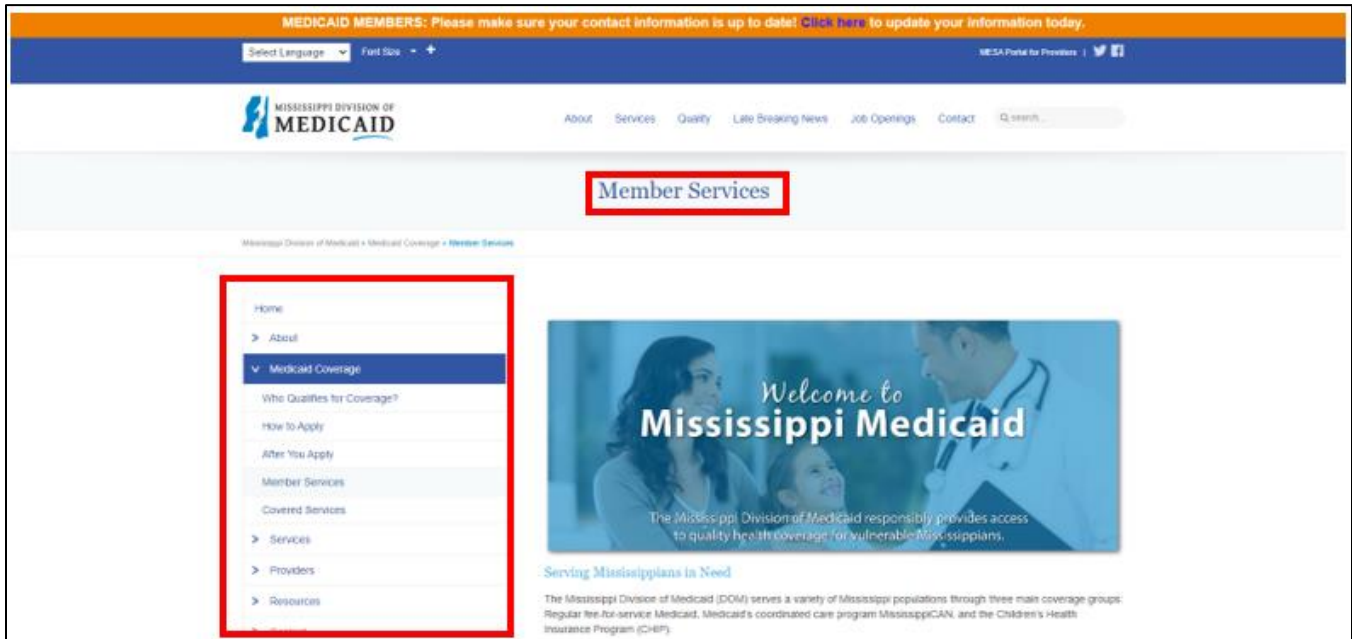 MEDICAID MEMBERS: Please make sure your contact information is up to date! Click here to update your information today.
Select Language Font Size - +
MESA Portal for Providers |
MISSISSIPPI DIVISION OF
MEDICAID
About Services Quality Late Breaking News Job Openings Contact search...
Member Services
Mississippi Division of Medicaid » Medicaid Coverage » Member Services
Home
About
Medicaid Coverage
Who Qualifies for Coverage?
How to Apply
After You Apply
Member Services
Covered Services
Services
Providers
Resources
Welcome to
Mississippi Medicaid
The Mississippi Division of Medicaid responsibly provides access
to quality health coverage for vulnerable Mississippians.
Serving Mississippians in Need
The Mississippi Division of Medicaid (DOM) serves a variety of Mississippi populations through three main coverage groups:
Regular fee-for-service Medicaid, Medicaid's coordinated care program MississippiCAN, and the Children's Health
Insurance Program (CHIP).